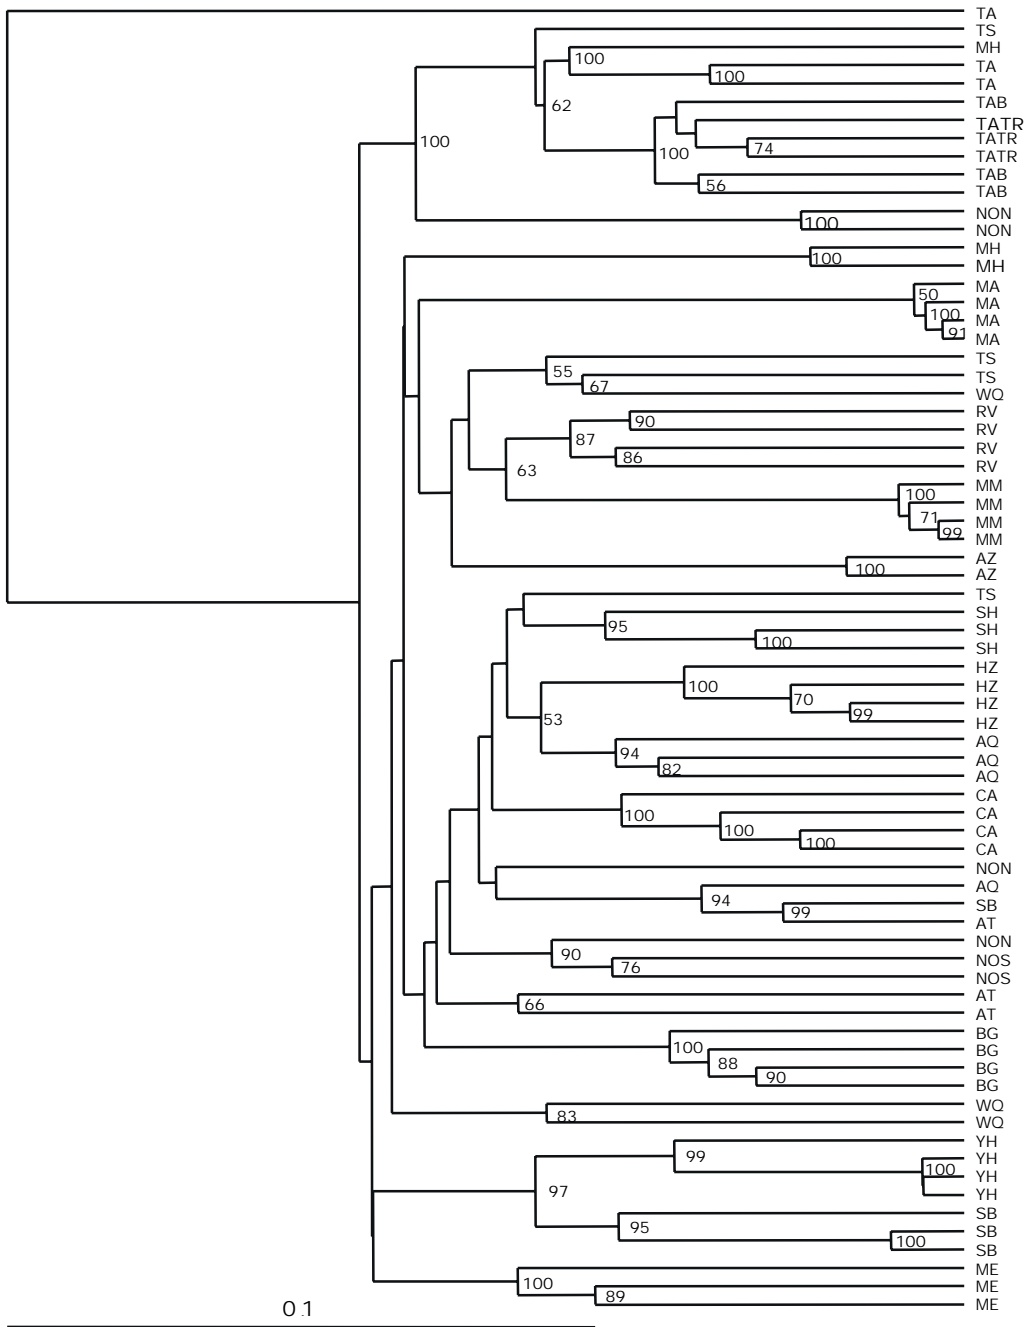 TA
TS
MH
100
TA
100
TA
TAB
62
TATR
TATR
100
74
100
TATR
TAB
56
TAB
NON
100
NON
MH
100
MH
MA
50
MA
100
MA
91
MA
TS
55
TS
67
WQ
RV
90
RV
87
RV
86
RV
63
MM
100
MM
71
MM
99
MM
AZ
100
AZ
TS
SH
95
SH
100
SH
HZ
100
HZ
70
HZ
99
HZ
53
AQ
94
AQ
82
AQ
CA
100
CA
100
CA
100
CA
NON
AQ
94
SB
99
AT
NON
90
NOS
76
NOS
AT
66
AT
BG
100
BG
88
BG
90
BG
WQ
83
WQ
YH
99
YH
100
YH
97
YH
SB
95
SB
100
SB
ME
100
ME
89
ME
0.1